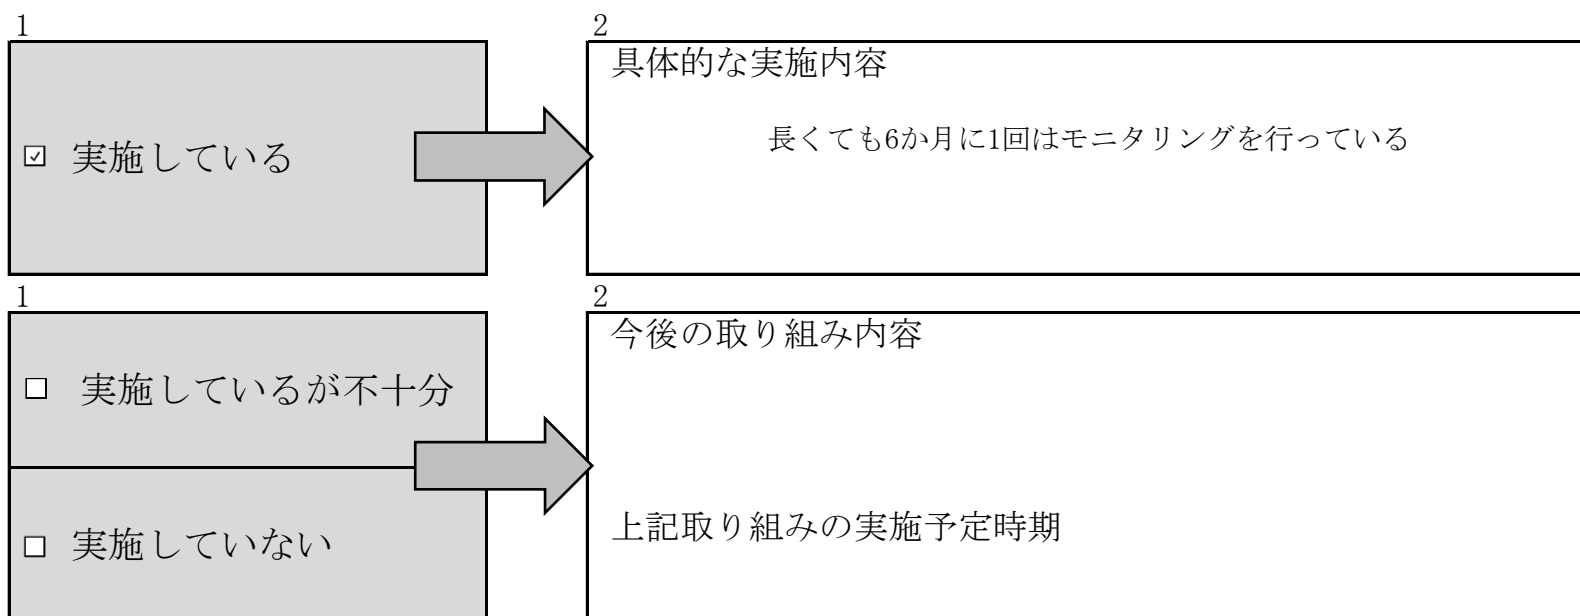 1
2
具体的な実施内容
長くても6か月に1回はモニタリングを行っている
☑ 実施している
1
2
今後の取り組み内容
□ 実施しているが不十分
上記取り組みの実施予定時期
□ 実施していない